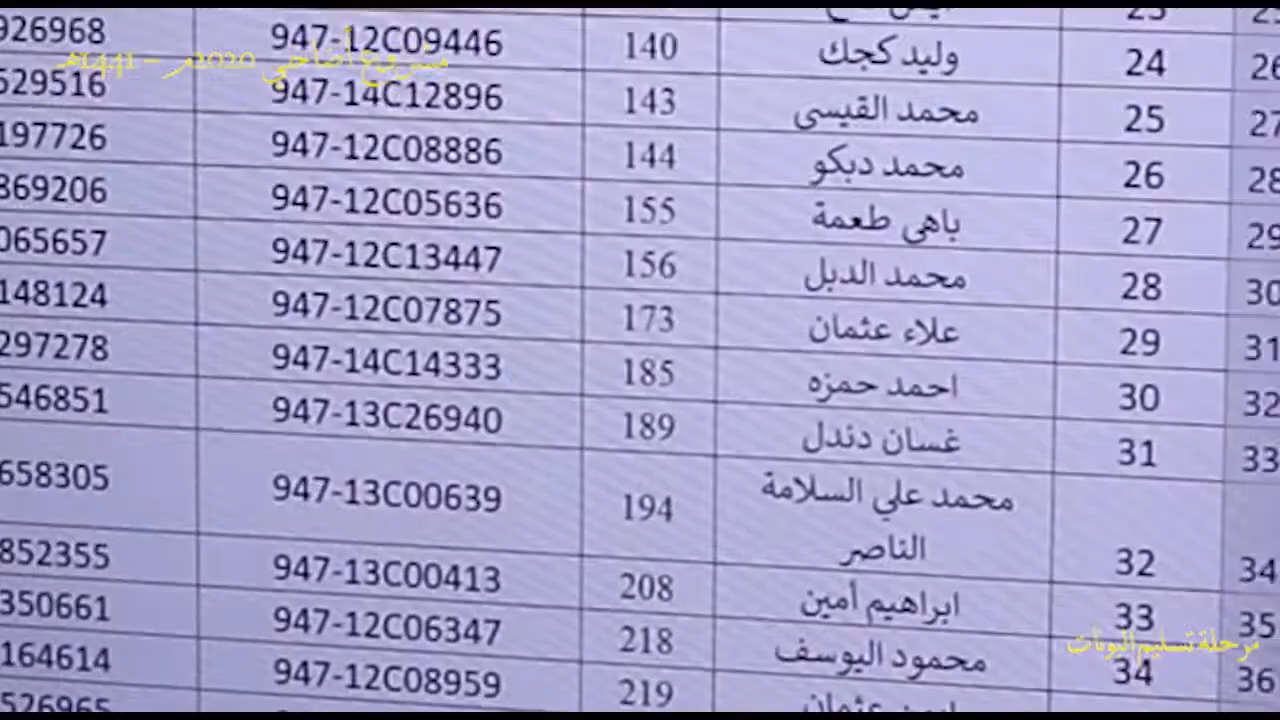 26 24 وليد كجك 140 947-12C09446 926968
مشروع أضاحي 2020م – 1441هـ
27 25 محمد القيسي 143 947-14C12896 529516
28 26 محمد دبكو 144 947-12C08886 197726
29 27 باهي طعمة 155 947-12C05636 869206
30 28 محمد الدبل 156 947-12C13447 065657
31 29 علاء عثمان 173 947-12C07875 148124
32 30 احمد حمزه 185 947-14C14333 297278
33 31 غسان دندل 189 947-13C26940 546851
34 32 محمد علي السلامة 194 947-13C00639 658305
الناصر
35 33 ابراهيم أمين 208 947-13C00413 852355
36 34 محمود اليوسف 218 947-12C06347 350661
مرحلة تسليم البونات
219 947-12C08959 164614
526965